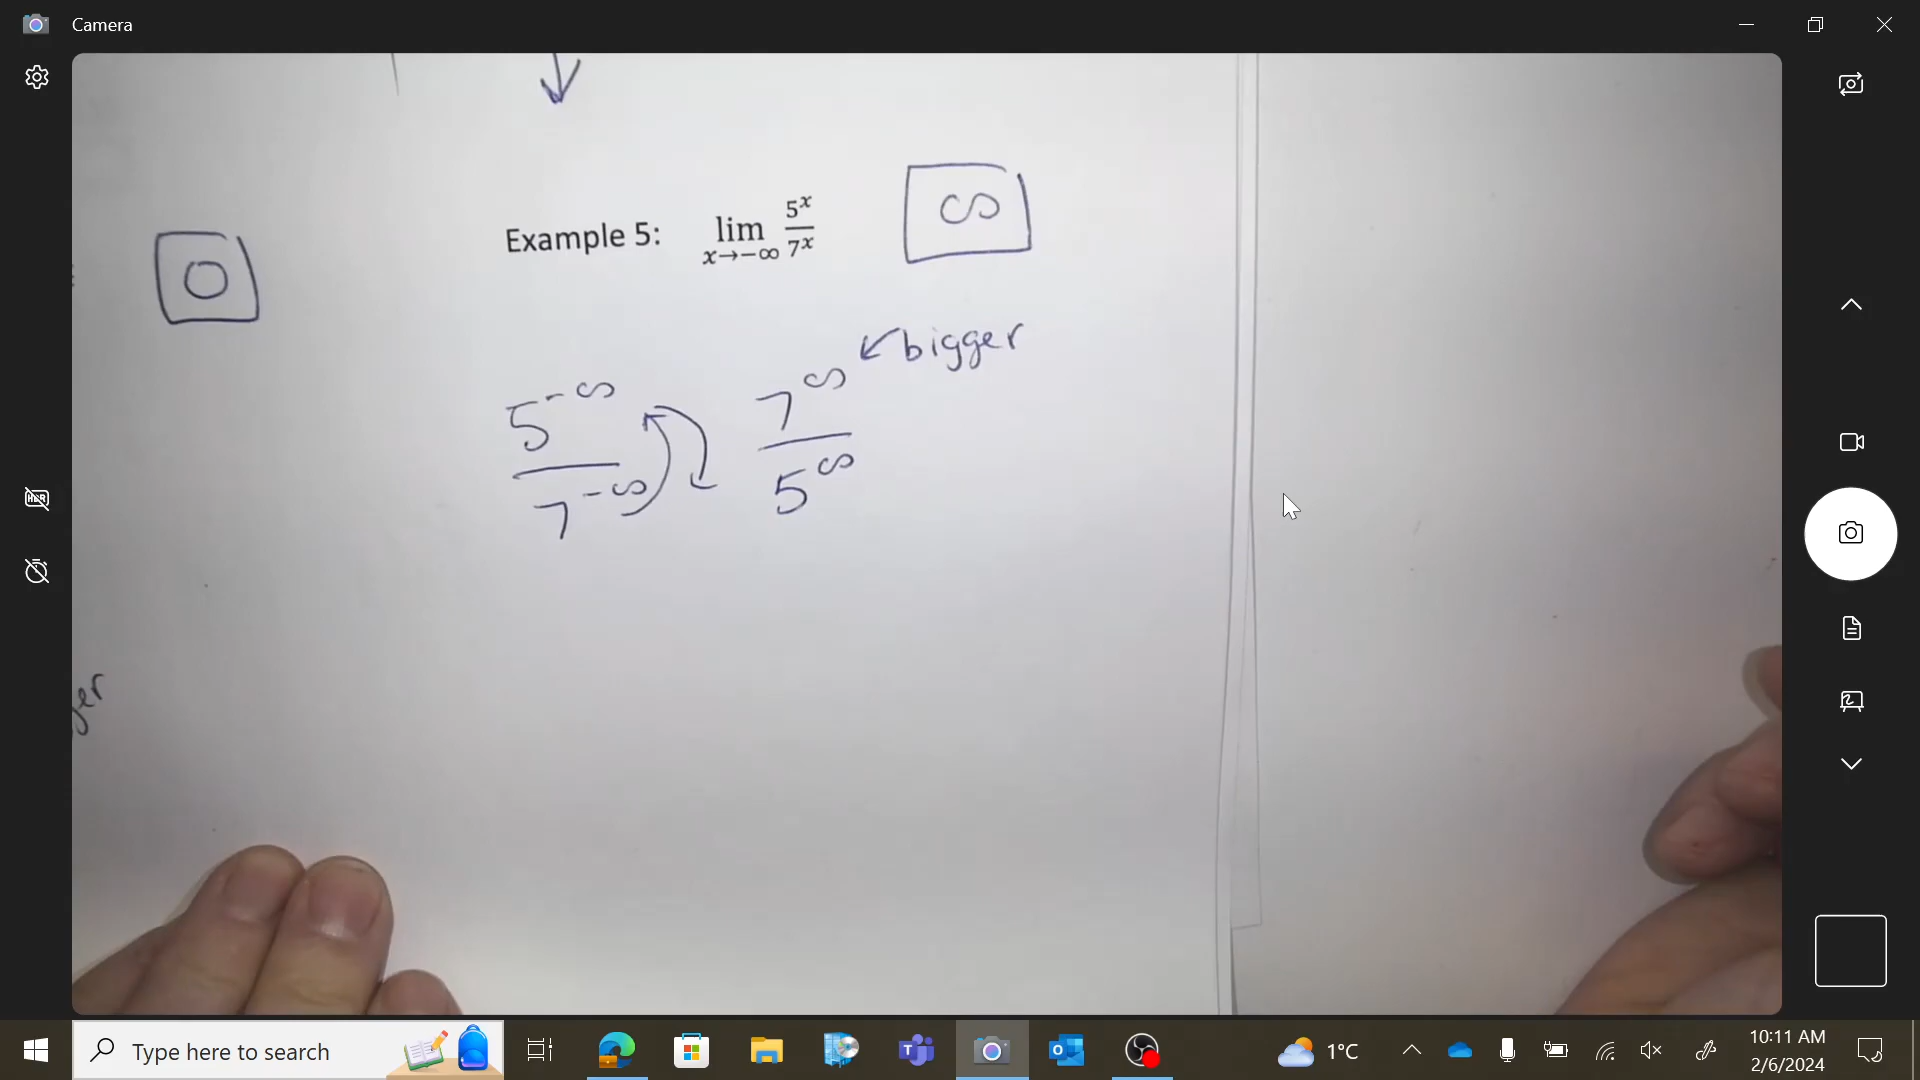 Camera
Example 5: lim x→-∞ 5^x/7^x
∞
0
5^-∞/7^-∞
7^∞/5^∞
bigger
Type here to search
1°C
10:11 AM
2/6/2024